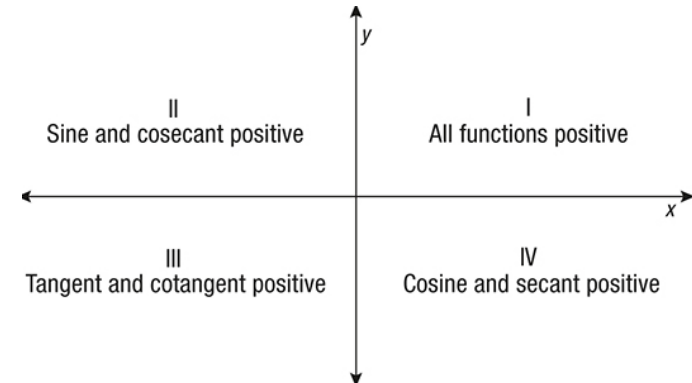 y
II
Sine and cosecant positive
I
All functions positive
x
III
Tangent and cotangent positive
IV
Cosine and secant positive